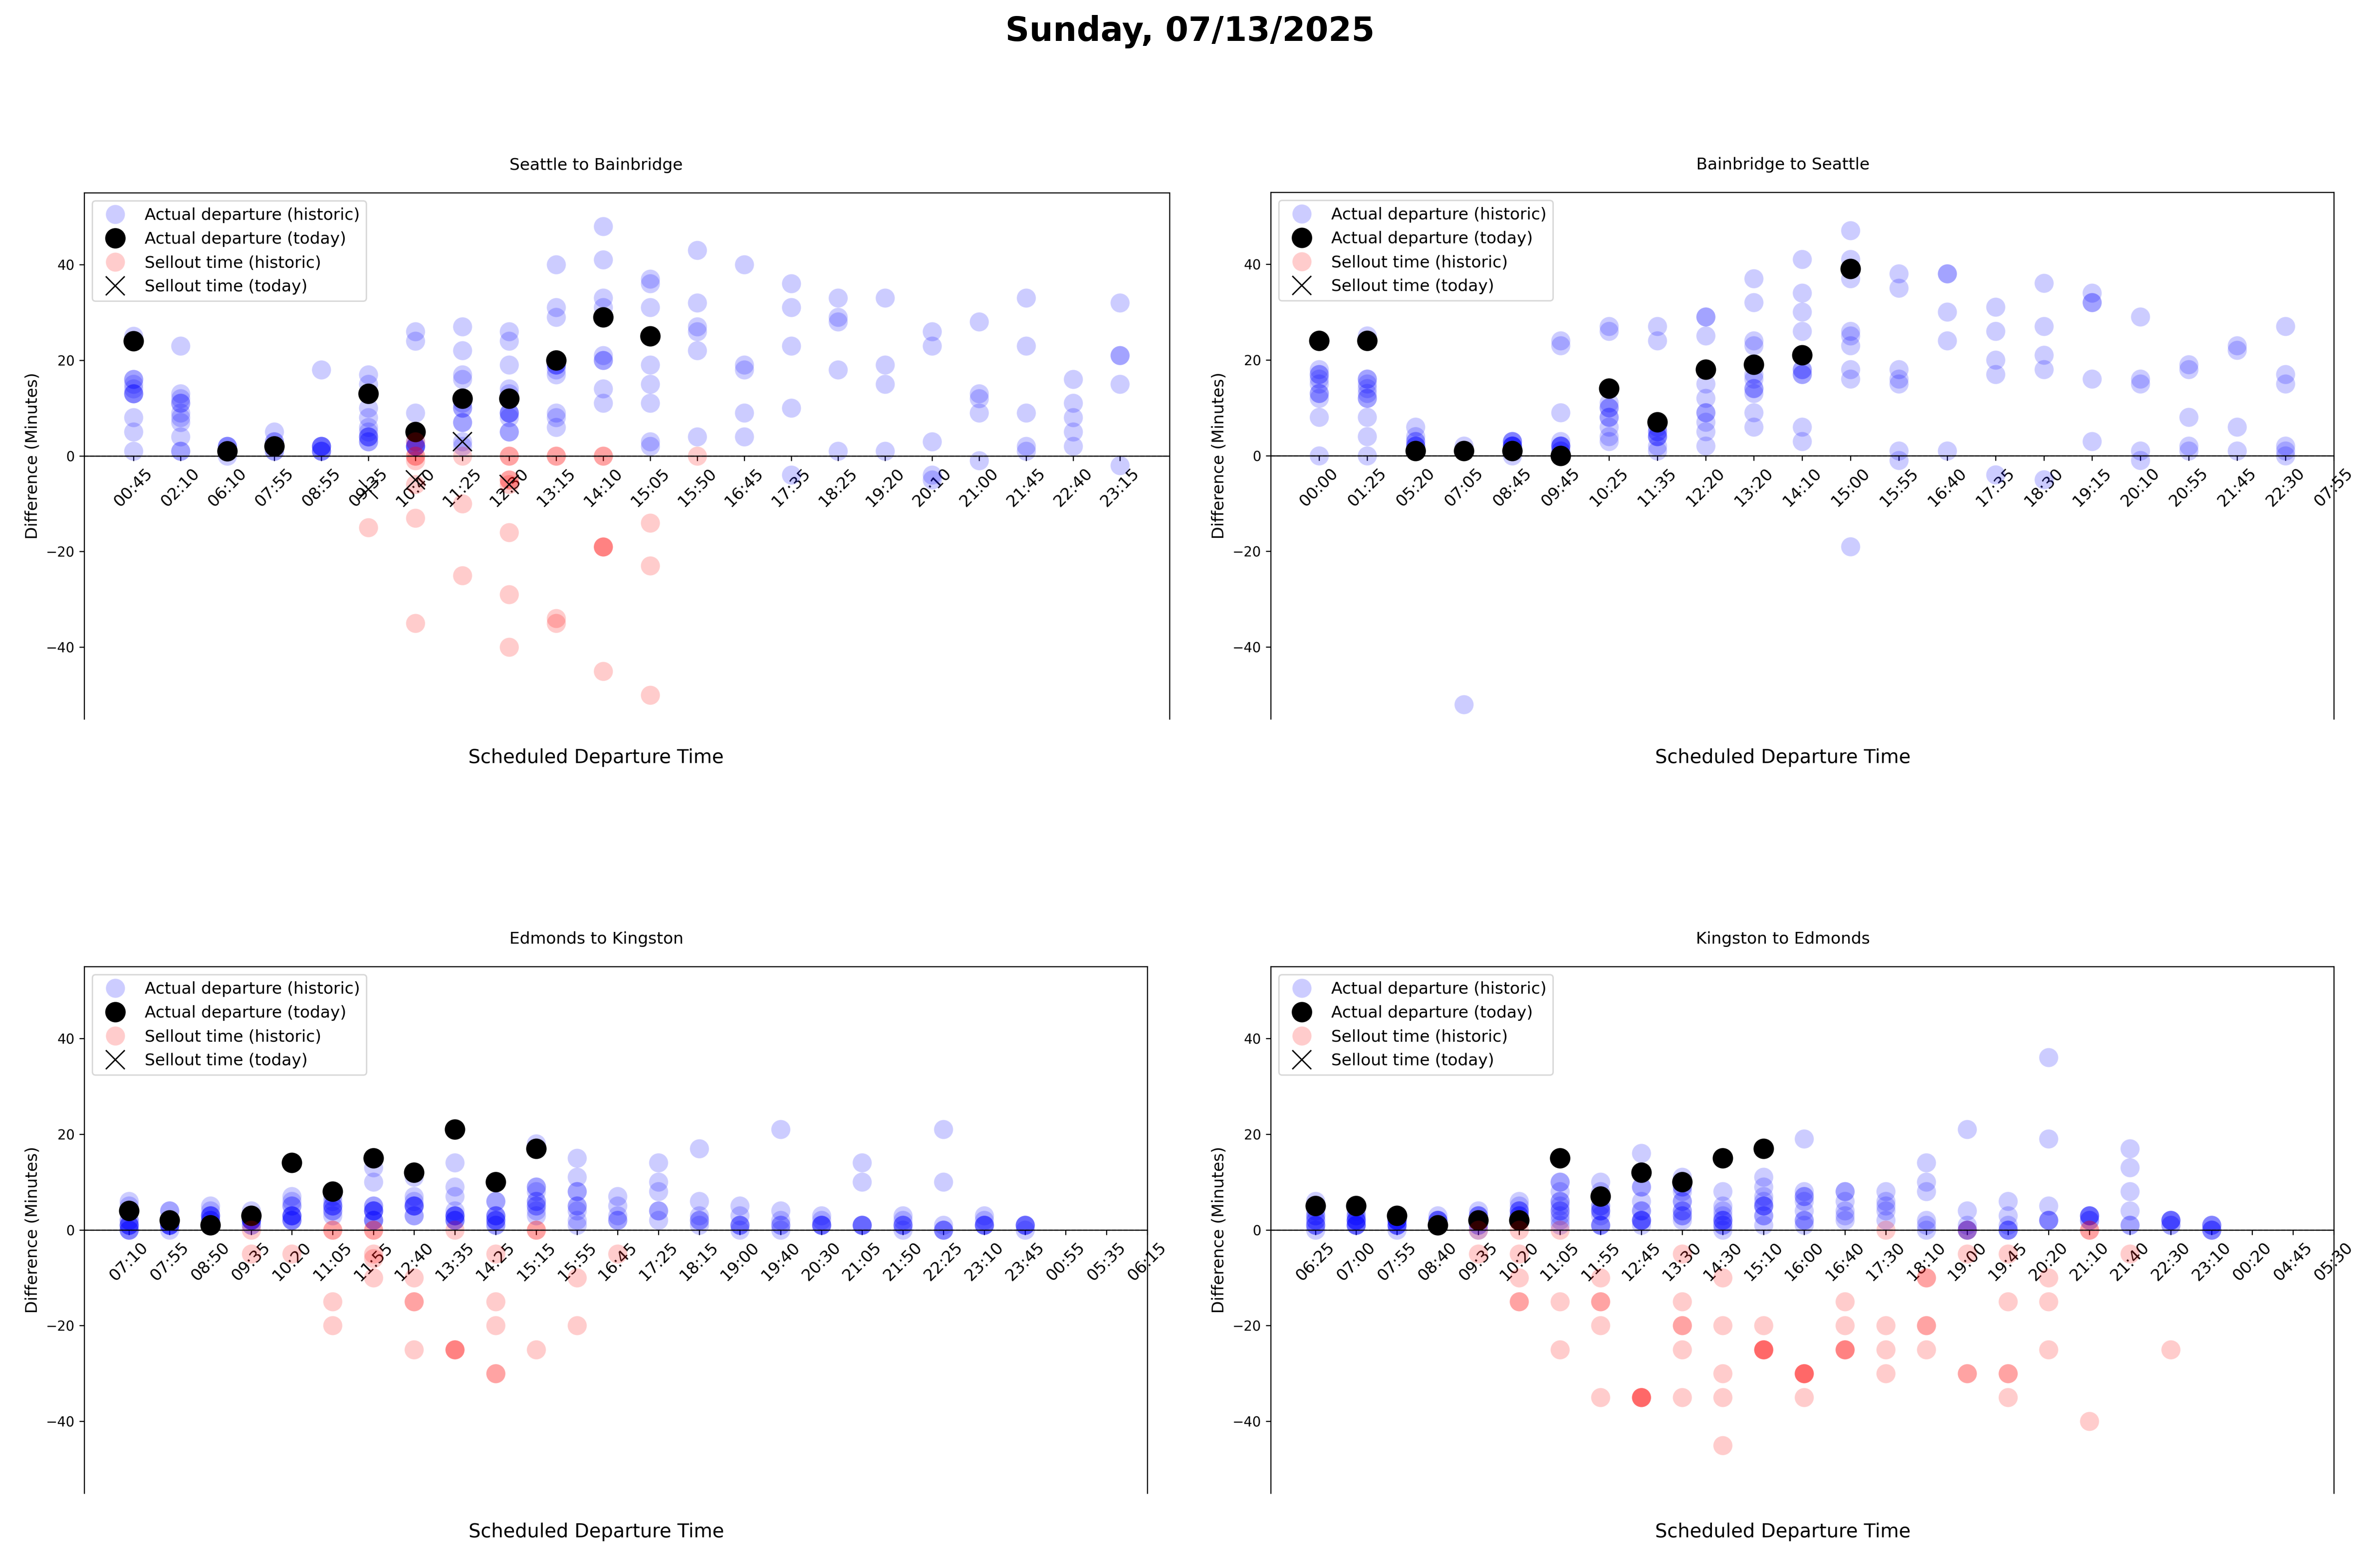 Sunday, 07/13/2025
Seattle to Bainbridge
Actual departure (historic)
Actual departure (today)
Sellout time (historic)
Sellout time (today)
40
20
0
−20
−40
Difference (Minutes)
00:45 02:10 06:10 07:55 08:55 09:35 10:40 11:25 12:30 13:15 14:10 15:05 15:50 16:45 17:35 18:25 19:20 20:10 21:00 21:45 22:40 23:15
Scheduled Departure Time
Bainbridge to Seattle
Actual departure (historic)
Actual departure (today)
Sellout time (historic)
Sellout time (today)
40
20
0
−20
−40
Difference (Minutes)
00:00 01:25 05:20 07:05 08:45 09:45 10:25 11:35 12:20 13:20 14:10 15:00 15:55 16:40 17:35 18:30 19:15 20:10 20:55 21:45 22:30 07:55
Scheduled Departure Time
Edmonds to Kingston
Actual departure (historic)
Actual departure (today)
Sellout time (historic)
Sellout time (today)
40
20
0
−20
−40
Difference (Minutes)
07:10 07:55 08:50 09:35 10:20 11:05 11:55 12:40 13:35 14:25 15:15 15:55 16:45 17:25 18:15 19:00 19:40 20:30 21:05 21:50 22:25 23:10 23:45 00:55 05:35 06:15
Scheduled Departure Time
Kingston to Edmonds
Actual departure (historic)
Actual departure (today)
Sellout time (historic)
Sellout time (today)
40
20
0
−20
−40
Difference (Minutes)
06:25 07:00 07:55 08:40 09:35 10:20 11:05 11:55 12:45 13:30 14:30 15:10 16:00 16:40 17:30 18:10 19:00 19:45 20:20 21:10 21:40 22:30 23:10 00:20 04:45 05:30
Scheduled Departure Time